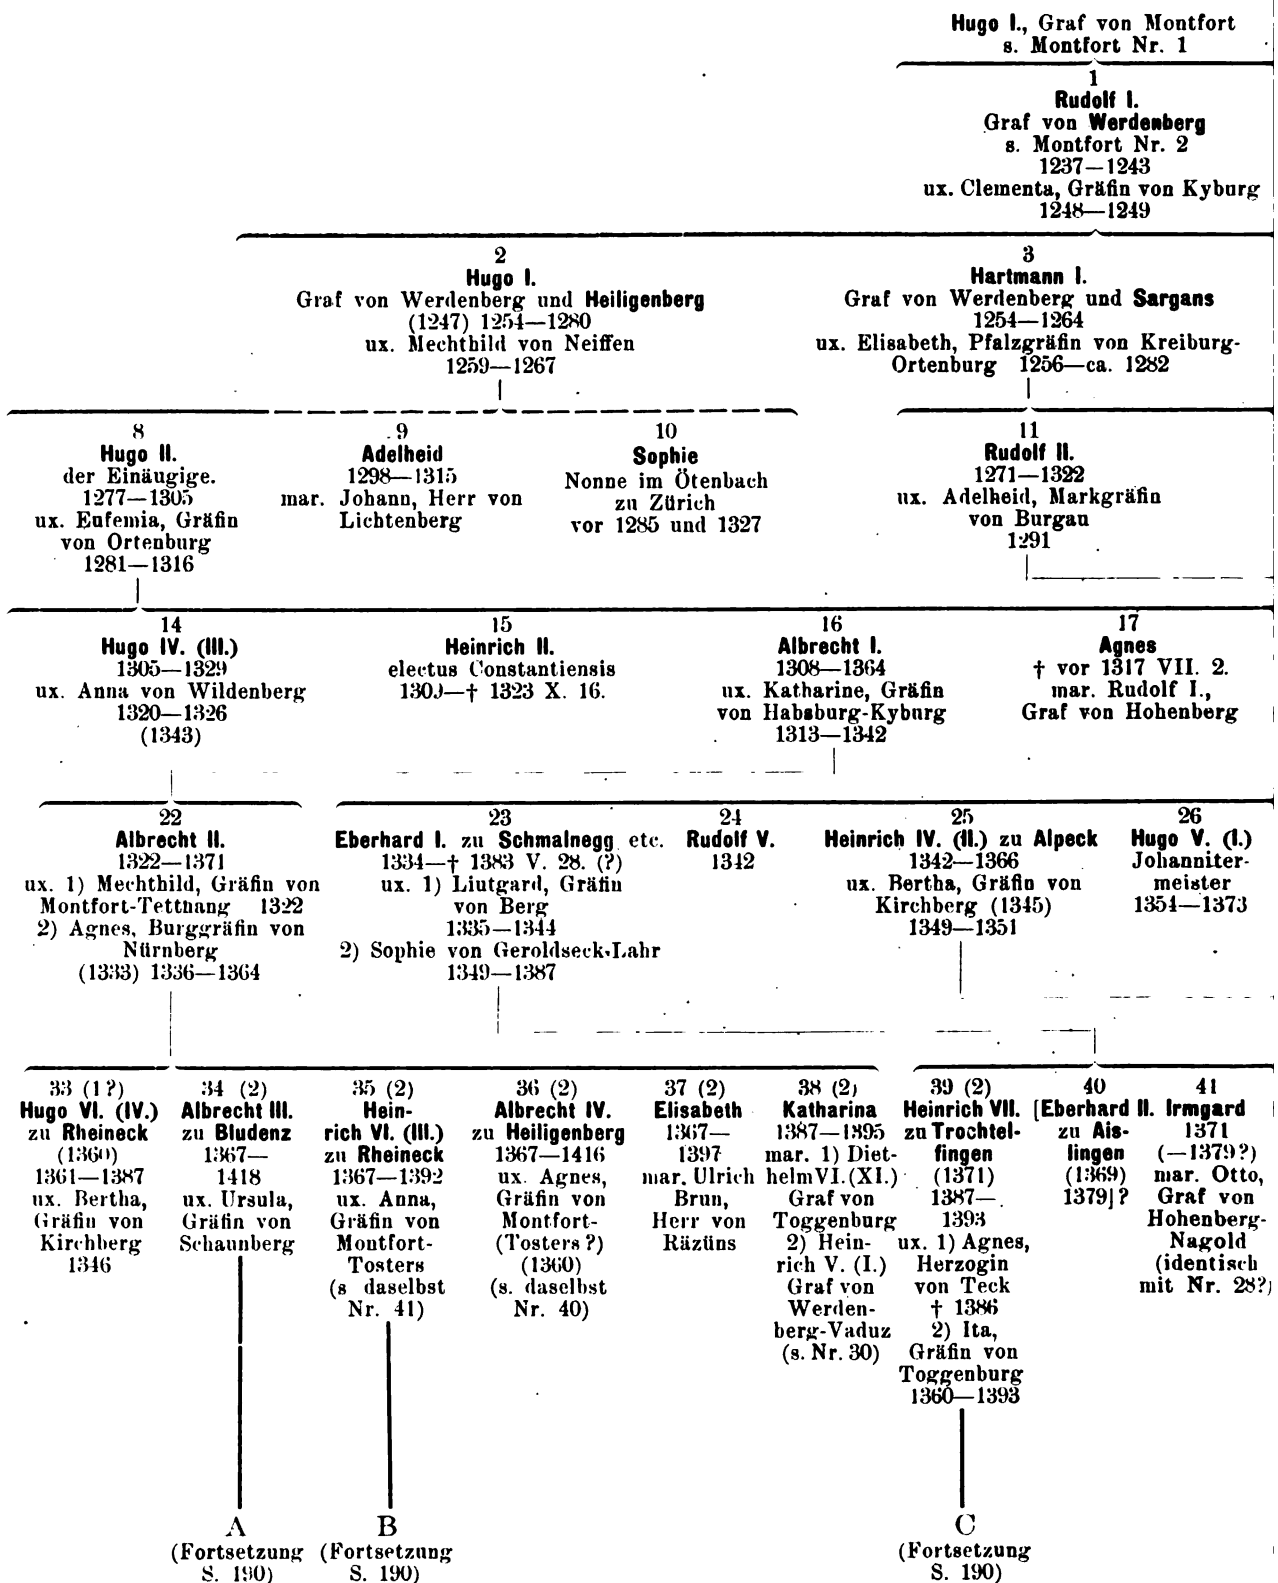 Hugo I., Graf von Montfort
s. Montfort Nr. 1
1
Rudolf I.
Graf von Werdenberg
s. Montfort Nr. 2
1237—1243
ux. Clementa, Gräfin von Kyburg
1248—1249
2
Hugo I.
Graf von Werdenberg und Heiligenberg
(1247) 1254—1280
ux. Mechthild von Neiffen
1259—1267
3
Hartmann I.
Graf von Werdenberg und Sargans
1254—1264
ux. Elisabeth, Pfalzgräfin von Kreiburg-
Ortenburg 1256—ca. 1282
8
Hugo II.
der Einäugige.
1277—1305
ux. Eufemia, Gräfin
von Ortenburg
1281—1316
9
Adelheid
1298—1315
mar. Johann, Herr von
Lichtenberg
10
Sophie
Nonne im Ötenbach
zu Zürich
vor 1285 und 1327
11
Rudolf II.
1271—1322
ux. Adelheid, Markgräfin
von Burgau
1291
14
Hugo IV. (III.)
1305—1329
ux. Anna von Wildenberg
1320—1326
(1343)
15
Heinrich II.
electus Constantiensis
1309—† 1323 X. 16.
16
Albrecht I.
1308—1364
ux. Katharine, Gräfin
von Habsburg-Kyburg
1313—1342
17
Agnes
† vor 1317 VII. 2.
mar. Rudolf I.,
Graf von Hohenberg
22
Albrecht II.
1322—1371
ux. 1) Mechthild, Gräfin von
Montfort-Tettnang 1322
2) Agnes, Burggräfin von
Nürnberg
(1333) 1336—1364
23
Eberhard I. zu Schmalnegg etc.
1334—† 1383 V. 28. (?)
ux. 1) Liutgard, Gräfin
von Berg
1335—1344
2) Sophie von Geroldseck-Lahr
1349—1387
24
Rudolf V.
1342
25
Heinrich IV. (II.) zu Alpeck
1342—1366
ux. Bertha, Gräfin von
Kirchberg (1345)
1349—1351
26
Hugo V. (I.)
Johanniter-
meister
1354—1373
33 (1?)
Hugo VI. (IV.)
zu Rheineck
(1360)
1361—1387
ux. Bertha,
Gräfin von
Kirchberg
1346
34 (2)
Albrecht III.
zu Bludenz
1367—
1418
ux. Ursula,
Gräfin von
Schaunberg
35 (2)
Hein-
rich VI. (III.)
zu Rheineck
1367—1392
ux. Anna,
Gräfin von
Montfort-
Tosters
(s daselbst
Nr. 41)
36 (2)
Albrecht IV.
zu Heiligenberg
1367—1416
ux. Agnes,
Gräfin von
Montfort-
(Tosters?)
(1360)
(s. daselbst
Nr. 40)
37 (2)
Elisabeth
1367—
1397
mar. Ulrich
Brun,
Herr von
Räzüns
38 (2)
Katharina
1387—1395
mar. 1) Diet-
helm VI. (XI.)
Graf von
Toggenburg
2) Hein-
rich V. (I.)
Graf von
Werden-
berg-Vaduz
(s. Nr. 30)
39 (2)
Heinrich VII.
zu Trochtel-
fingen
(1371)
1387—
1393
ux. 1) Agnes,
Herzogin
von Teck
† 1386
2) Ita,
Gräfin von
Toggenburg
1360—1393
40
[Eberhard II.
zu Ais-
lingen
(1369)
1379]?
41
Irmgard
1371
(—1379?)
mar. Otto,
Graf von
Hohenberg-
Nagold
(identisch
mit Nr. 28?)
A
(Fortsetzung
S. 190)
B
(Fortsetzung
S. 190)
C
(Fortsetzung
S. 190)